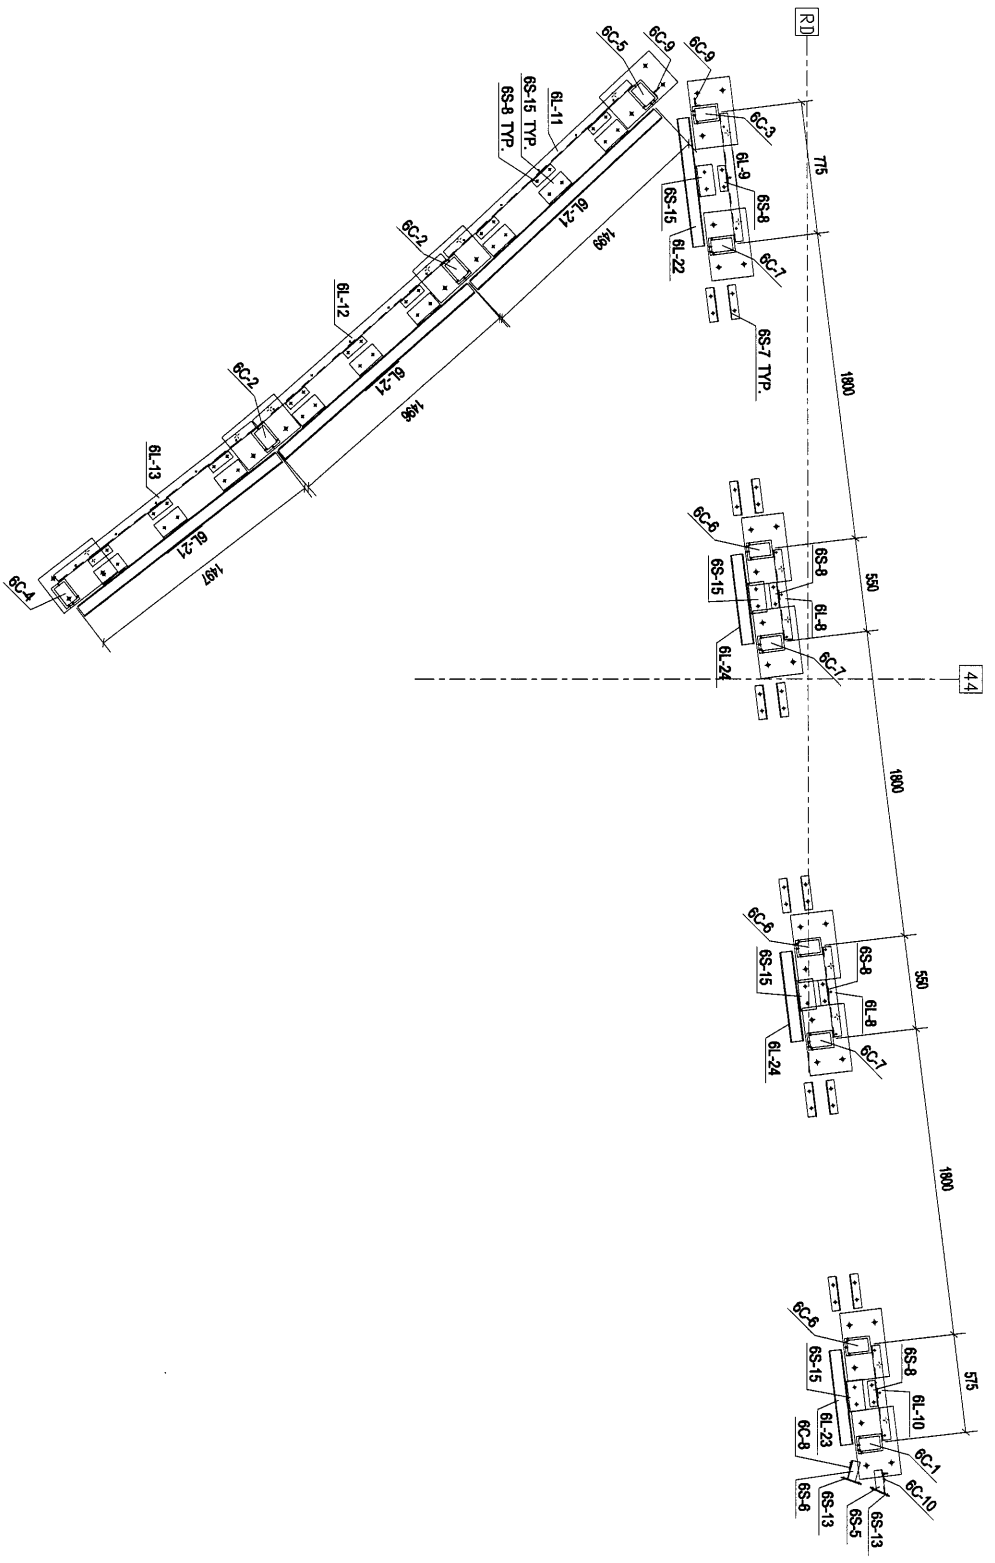 RD
6C-9
6C-3
775
6L-9
6S-8
6S-15
6L-22
6C-7
6S-7 TYP.
1800
6C-5
6C-9
6L-11
6S-15 TYP.
6S-8 TYP.
6L-21
1499
6C-2
6L-12
6L-21
1496
6C-2
6L-13
6L-21
1497
6C-4
6C-6
6S-15
6L-24
6S-8
6L-8
6C-7
550
44
1800
6C-6
6S-15
6L-24
6S-8
6L-8
6C-7
550
1800
6C-6
6S-15
6L-23
6C-8
6S-6
6S-13
6S-8
6L-10
6C-1
575
6C-10
6S-13
6S-5